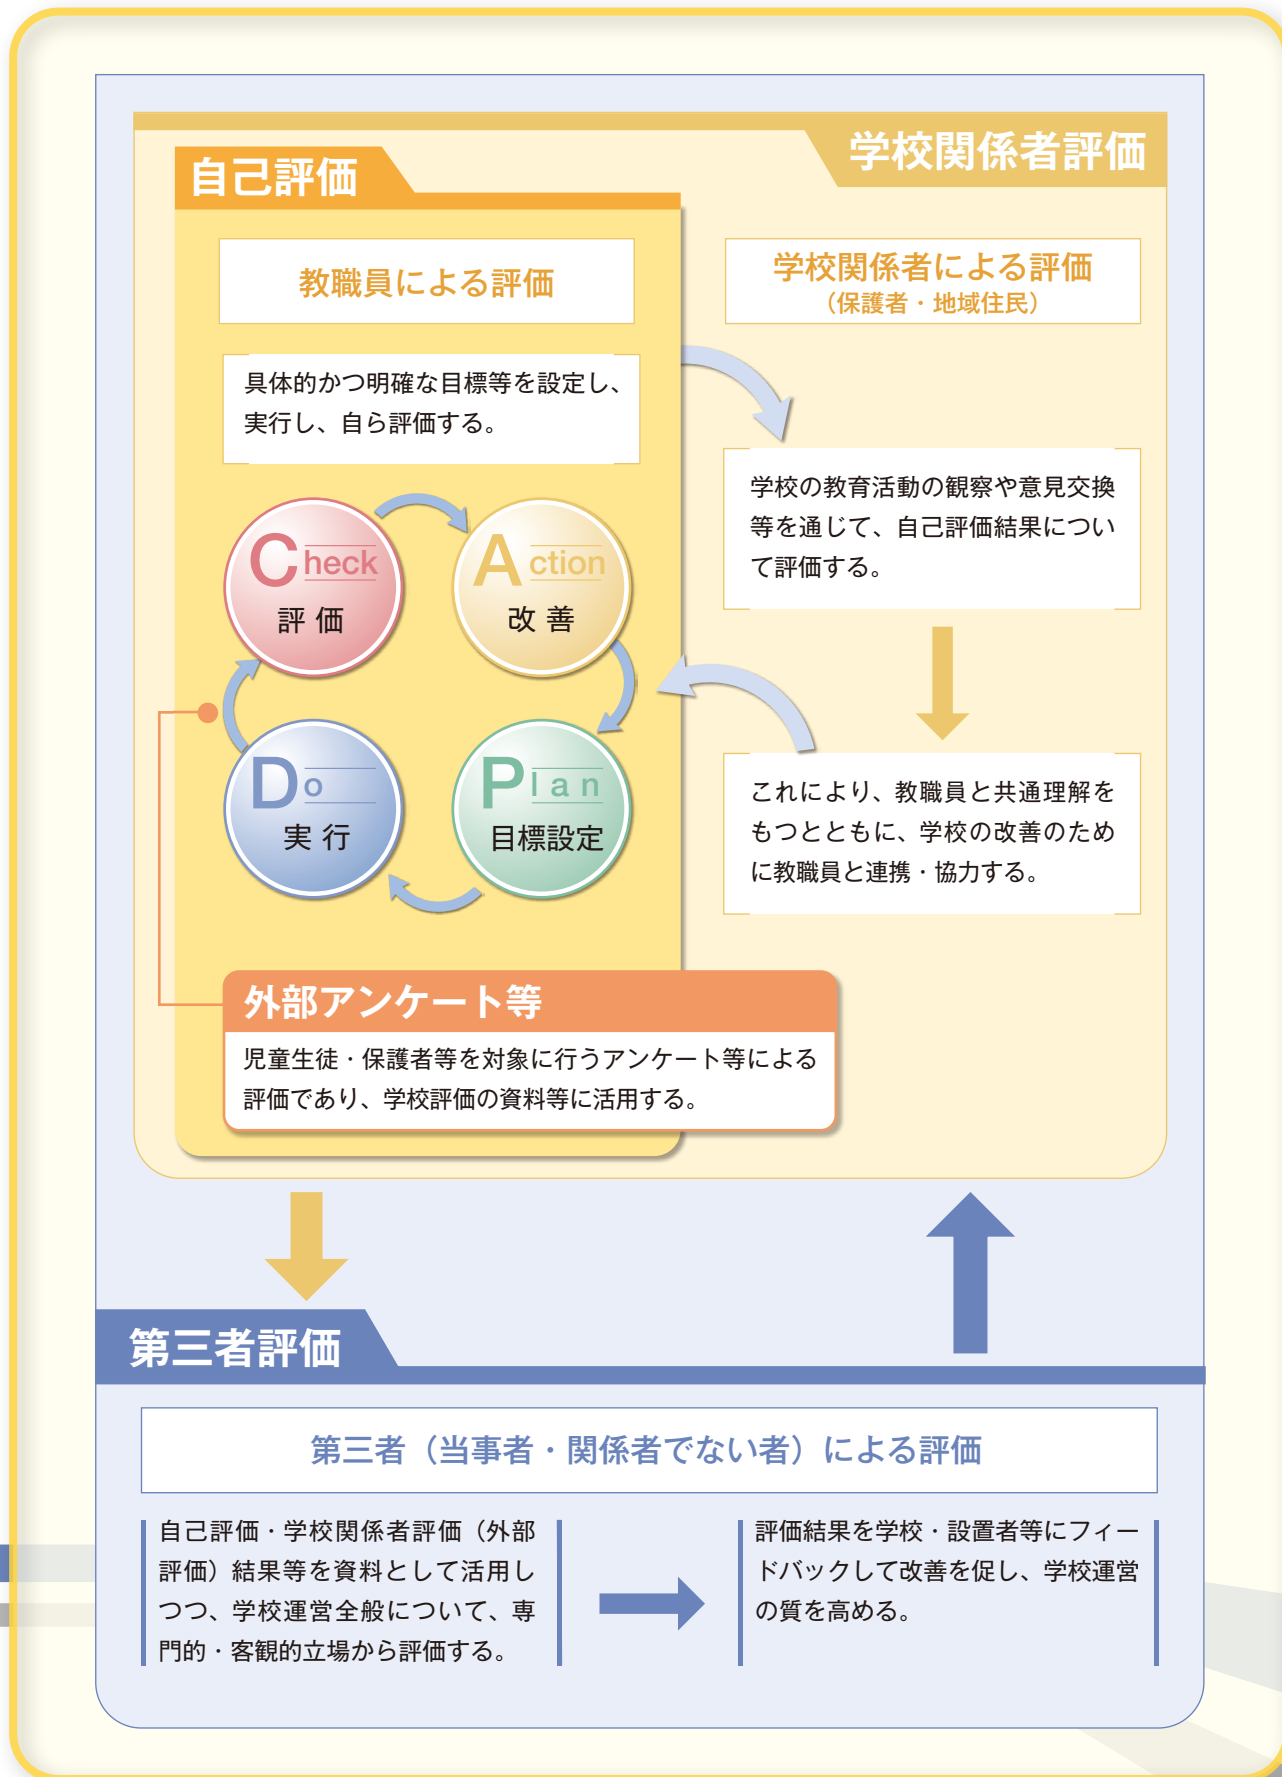 学校関係者評価
自己評価
教職員による評価
具体的かつ明確な目標等を設定し、
実行し、自ら評価する。
Check
評価
Action
改善
Do
実行
Plan
目標設定
学校関係者による評価
（保護者・地域住民）
学校の教育活動の観察や意見交換
等を通じて、自己評価結果につい
て評価する。
これにより、教職員と共通理解を
もつとともに、学校の改善のため
に教職員と連携・協力する。
外部アンケート等
児童生徒・保護者等を対象に行うアンケート等による
評価であり、学校評価の資料等に活用する。
第三者評価
第三者（当事者・関係者でない者）による評価
自己評価・学校関係者評価（外部
評価）結果等を資料として活用し
つつ、学校運営全般について、専
門的・客観的立場から評価する。
評価結果を学校・設置者等にフィー
ドバックして改善を促し、学校運営
の質を高める。